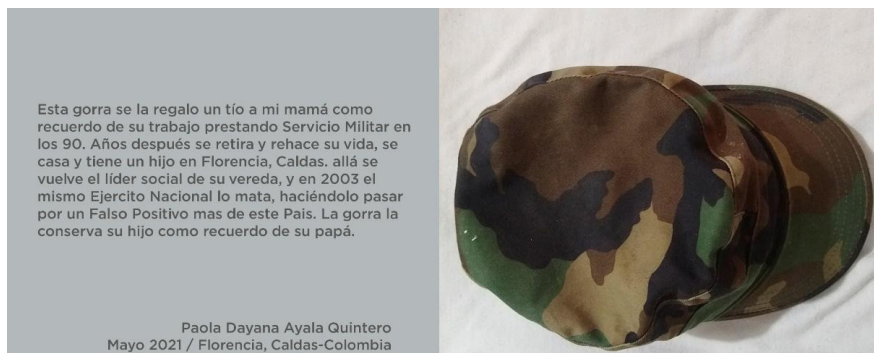 Esta gorra se la regalo un tío a mi mamá como
recuerdo de su trabajo prestando Servicio Militar en
los 90. Años después se retira y rehace su vida, se
casa y tiene un hijo en Florencia, Caldas. allá se
vuelve el líder social de su vereda, y en 2003 el
mismo Ejercito Nacional lo mata, haciéndolo pasar
por un Falso Positivo mas de este Pais. La gorra la
conserva su hijo como recuerdo de su papá.
Paola Dayana Ayala Quintero
Mayo 2021 / Florencia, Caldas-Colombia